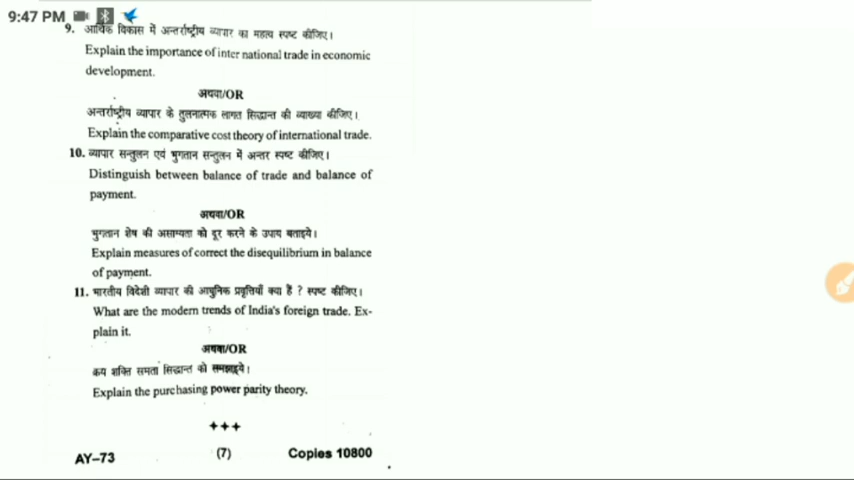 9:47 PM
9. आर्थिक विकास में अन्तर्राष्ट्रीय व्यापार का महत्व स्पष्ट कीजिए।
Explain the importance of inter national trade in economic
development.
अथवा/OR
अन्तर्राष्ट्रीय व्यापार के तुलनात्मक लागत सिद्धान्त की व्याख्या कीजिए।
Explain the comparative cost theory of international trade.
10. व्यापार सन्तुलन एवं भुगतान सन्तुलन में अन्तर स्पष्ट कीजिए।
Distinguish between balance of trade and balance of
payment.
अथवा/OR
भुगतान शेष की असाम्यता को दूर करने के उपाय बताइये।
Explain measures of correct the disequilibrium in balance
of payment.
11. भारतीय विदेशी व्यापार की आधुनिक प्रवृत्तियाँ क्या हैं ? स्पष्ट कीजिए।
What are the modern trends of India's foreign trade. Ex-
plain it.
अथवा/OR
क्रय शक्ति समता सिद्धान्त को समझाइये।
Explain the purchasing power parity theory.
+++
AY–73 (7) Copies 10800